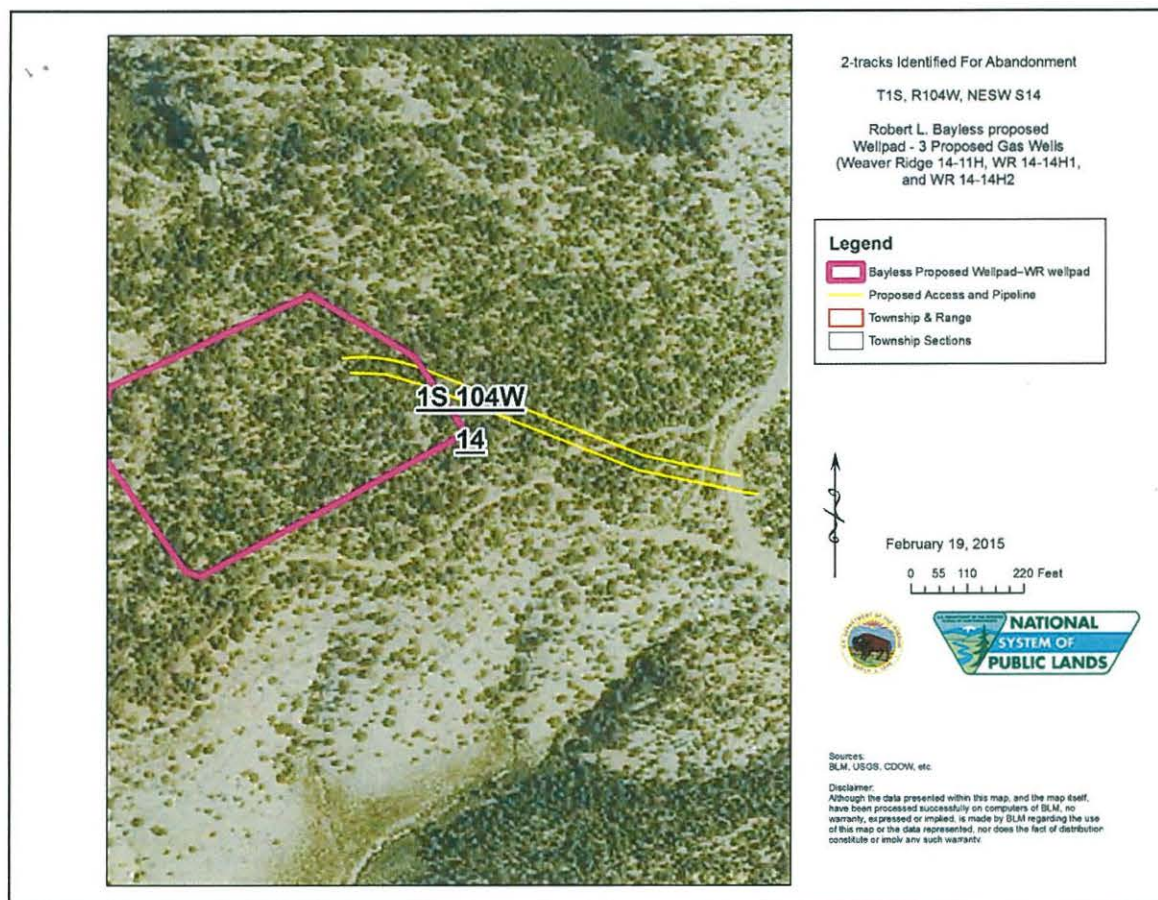 2-tracks Identified For Abandonment
T1S, R104W, NESW S14
Robert L. Bayless proposed
Wellpad - 3 Proposed Gas Wells
(Weaver Ridge 14-11H, WR 14-14H1,
and WR 14-14H2
Legend
Bayless Proposed Wellpad–WR wellpad
Proposed Access and Pipeline
Township & Range
Township Sections
1S 104W
14
February 19, 2015
0 55 110 220 Feet
NATIONAL
SYSTEM OF
PUBLIC LANDS
Sources:
BLM, USGS, CDOW, etc.
Disclaimer:
Although the data presented within this map, and the map itself,
have been processed successfully on computers of BLM, no
warranty, expressed or implied, is made by BLM regarding the use
of this map or the data represented, nor does the fact of distribution
constitute or imply any such warranty.